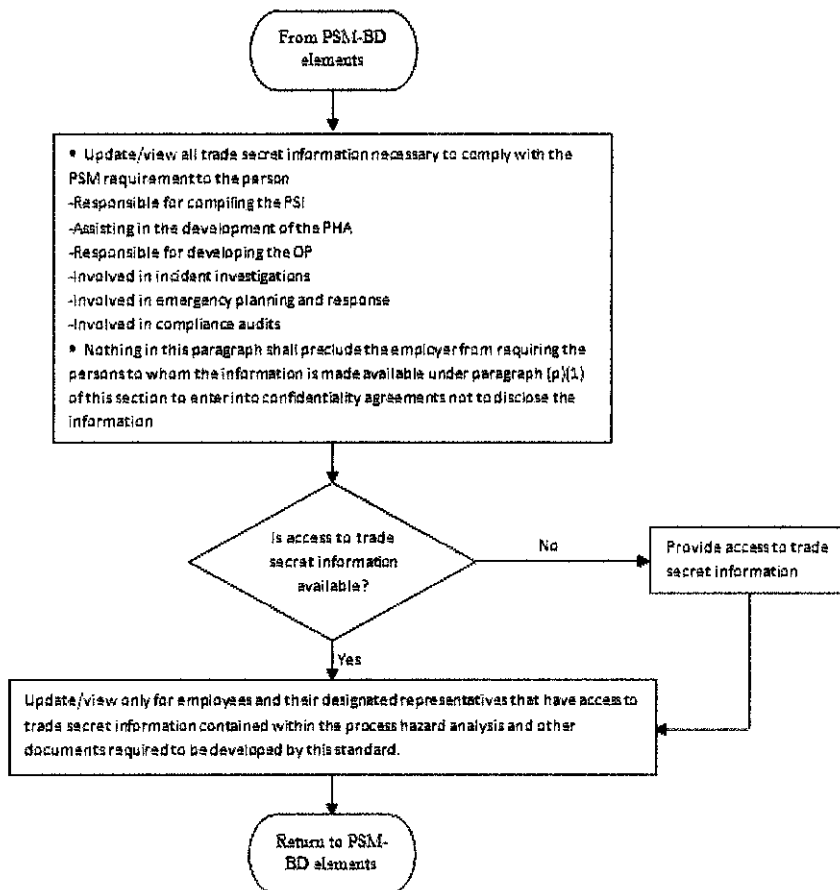 From PSM-BD
elements
• Update/view all trade secret information necessary to comply with the
PSM requirement to the person
-Responsible for compiling the PSI
-Assisting in the development of the PHA
-Responsible for developing the OP
-Involved in incident investigations
-Involved in emergency planning and response
-Involved in compliance audits
• Nothing in this paragraph shall preclude the employer from requiring the
persons to whom the information is made available under paragraph (p)(1)
of this section to enter into confidentiality agreements not to disclose the
information
Is access to trade
secret information
available?
No
Provide access to trade
secret information
Yes
Update/view only for employees and their designated representatives that have access to
trade secret information contained within the process hazard analysis and other
documents required to be developed by this standard.
Return to PSM-
BD elements